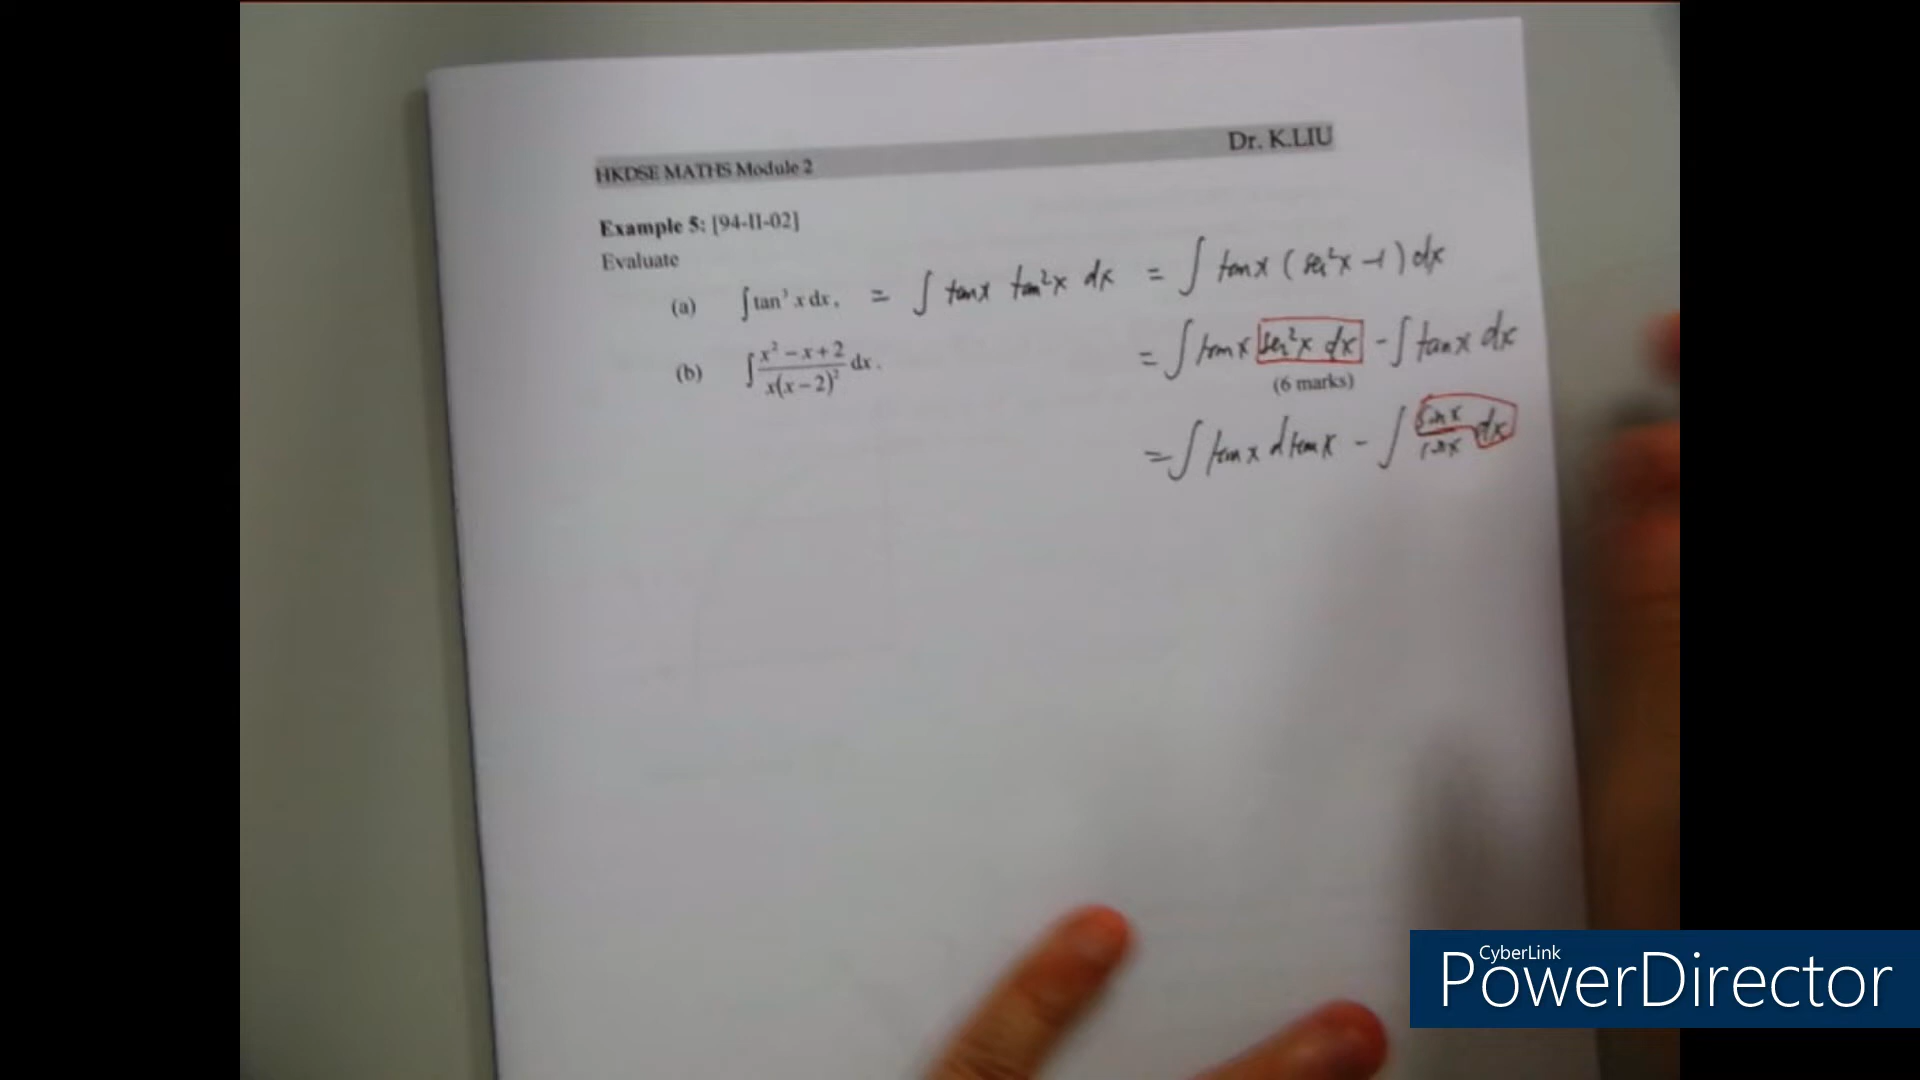 HKDSE MATHS Module 2 Dr. K.LIU
Example 5: [94-II-02]
Evaluate
(a) ∫tan³ x dx, = ∫ tanx tan²x dx = ∫ tanx (sec²x -1) dx
= ∫ tanx sec²x dx - ∫ tanx dx
(b) ∫ (x² - x + 2)/(x(x - 2)²) dx.
(6 marks)
= ∫ tanx d tanx - ∫ sinx/cosx dx
CyberLink
PowerDirector